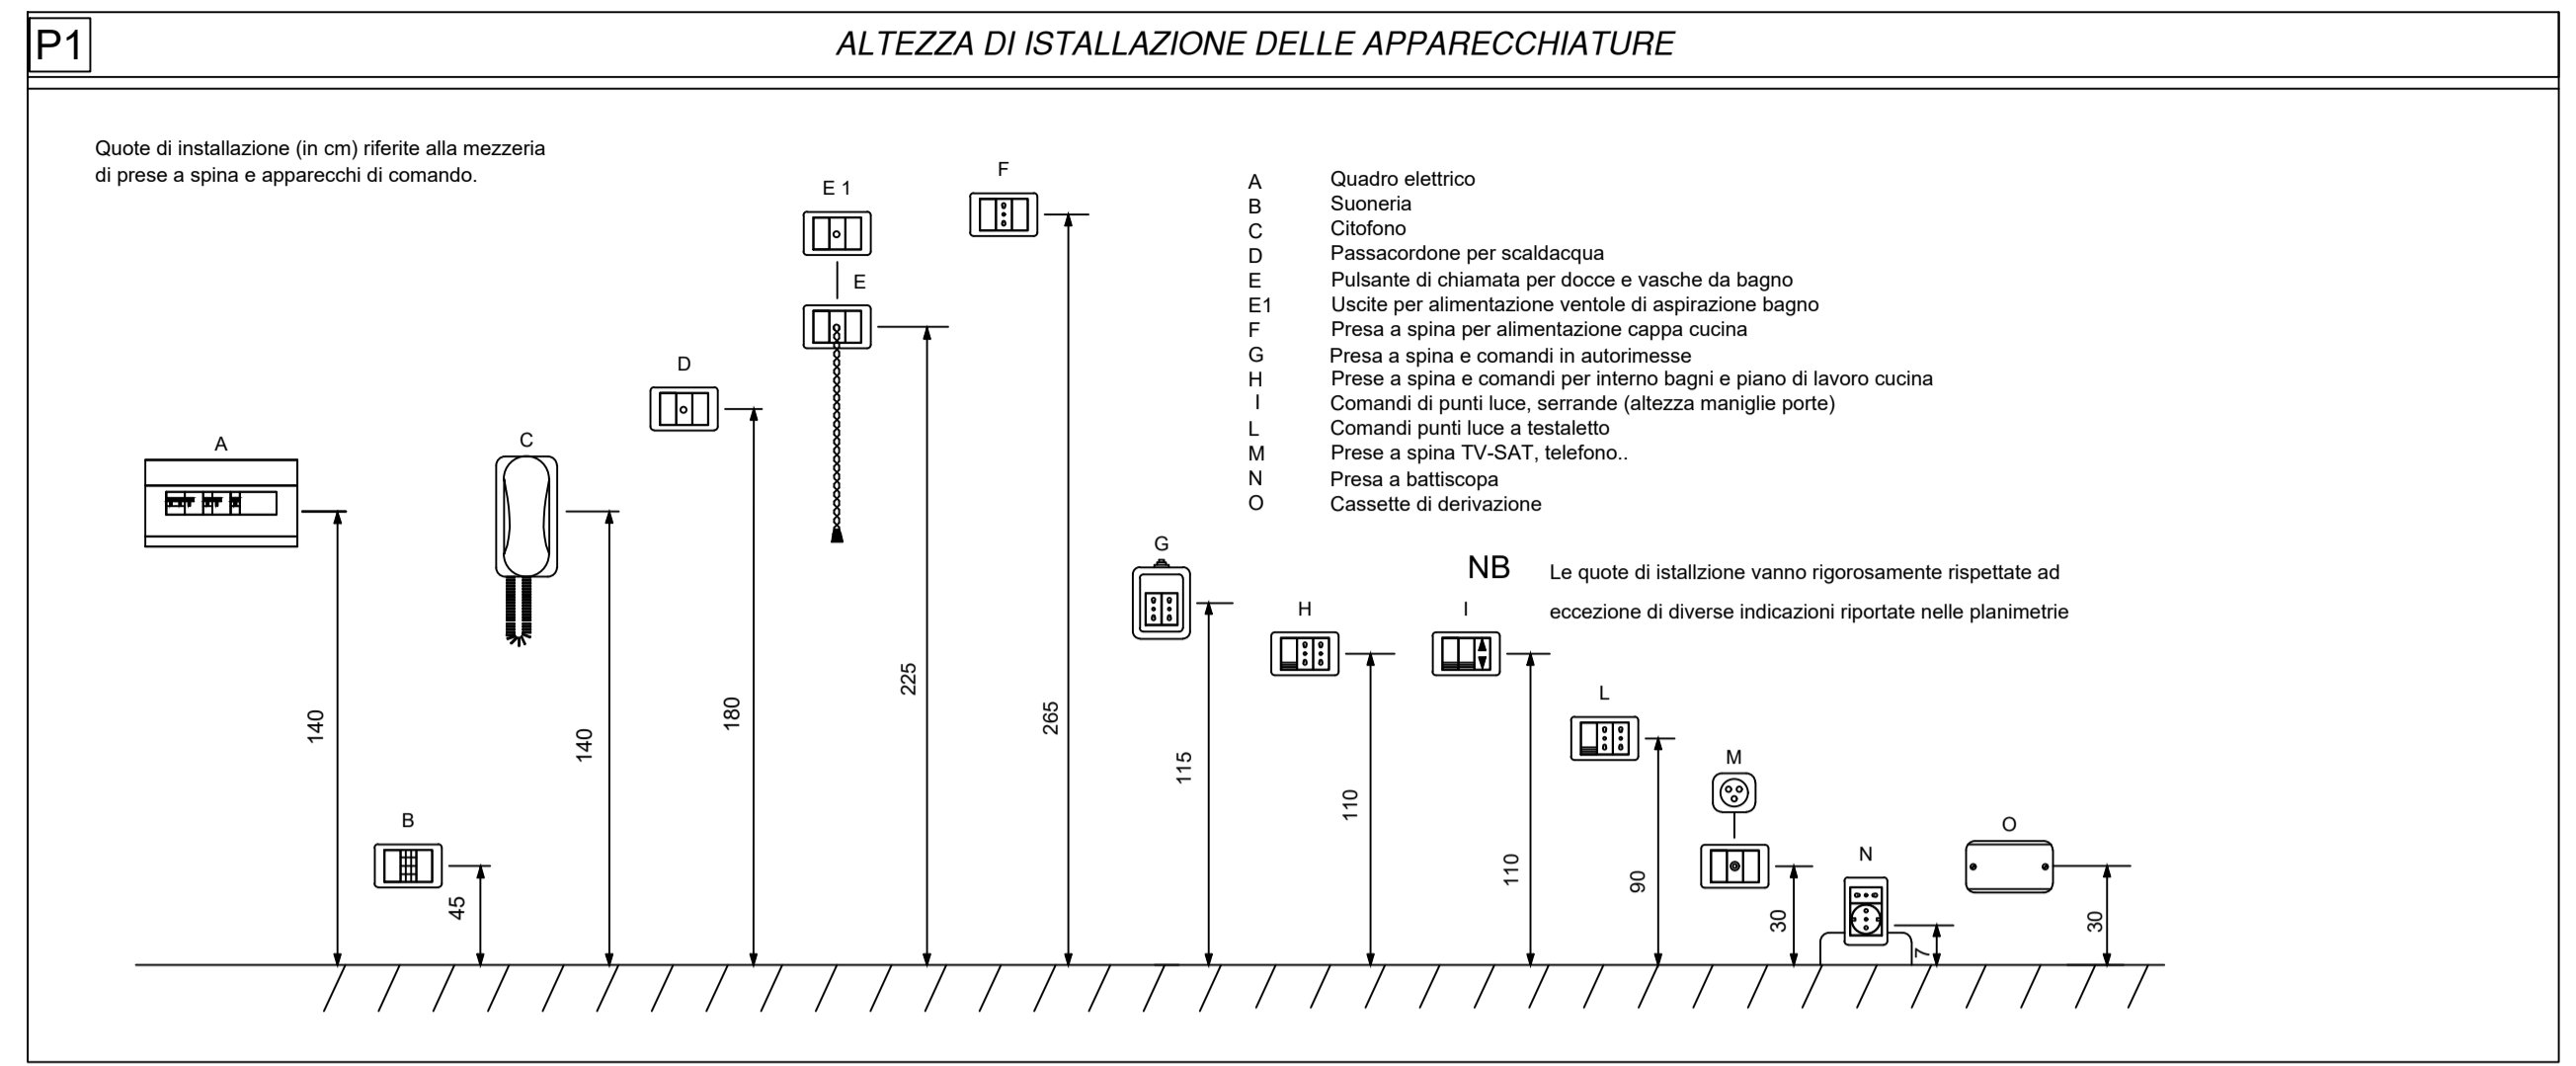 P1
ALTEZZA DI ISTALLAZIONE DELLE APPARECCHIATURE
Quote di installazione (in cm) riferite alla mezzeria
di prese a spina e apparecchi di comando.
A
140
B
45
C
140
D
180
E 1
E
225
F
265
A Quadro elettrico
B Suoneria
C Citofono
D Passacordone per scaldacqua
E Pulsante di chiamata per docce e vasche da bagno
E1 Uscite per alimentazione ventole di aspirazione bagno
F Presa a spina per alimentazione cappa cucina
G Presa a spina e comandi in autorimesse
H Prese a spina e comandi per interno bagni e piano di lavoro cucina
I Comandi di punti luce, serrande (altezza maniglie porte)
L Comandi punti luce a testaletto
M Prese a spina TV-SAT, telefono..
N Presa a battiscopa
O Cassette di derivazione
NB Le quote di istallzione vanno rigorosamente rispettate ad
eccezione di diverse indicazioni riportate nelle planimetrie
G
115
H
110
I
110
L
90
M
30
N
7
O
30